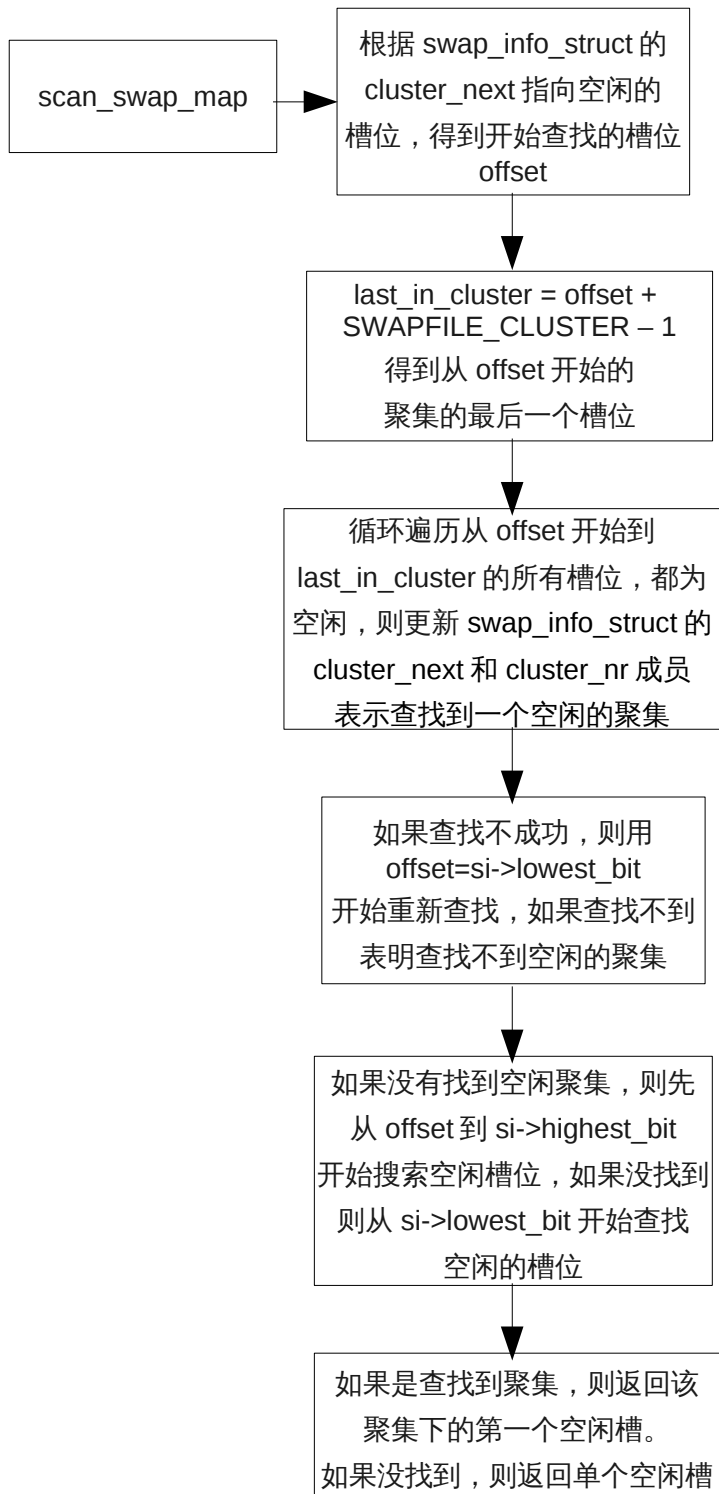 scan_swap_map
根据 swap_info_struct 的
cluster_next 指向空闲的
槽位，得到开始查找的槽位
offset
last_in_cluster = offset +
SWAPFILE_CLUSTER – 1
得到从 offset 开始的
聚集的最后一个槽位
循环遍历从 offset 开始到
last_in_cluster 的所有槽位，都为
空闲，则更新 swap_info_struct 的
cluster_next 和 cluster_nr 成员
表示查找到一个空闲的聚集
如果查找不成功，则用
offset=si->lowest_bit
开始重新查找，如果查找不到
表明查找不到空闲的聚集
如果没有找到空闲聚集，则先
从 offset 到 si->highest_bit
开始搜索空闲槽位，如果没找到
则从 si->lowest_bit 开始查找
空闲的槽位
如果是查找到聚集，则返回该
聚集下的第一个空闲槽。
如果没找到，则返回单个空闲槽